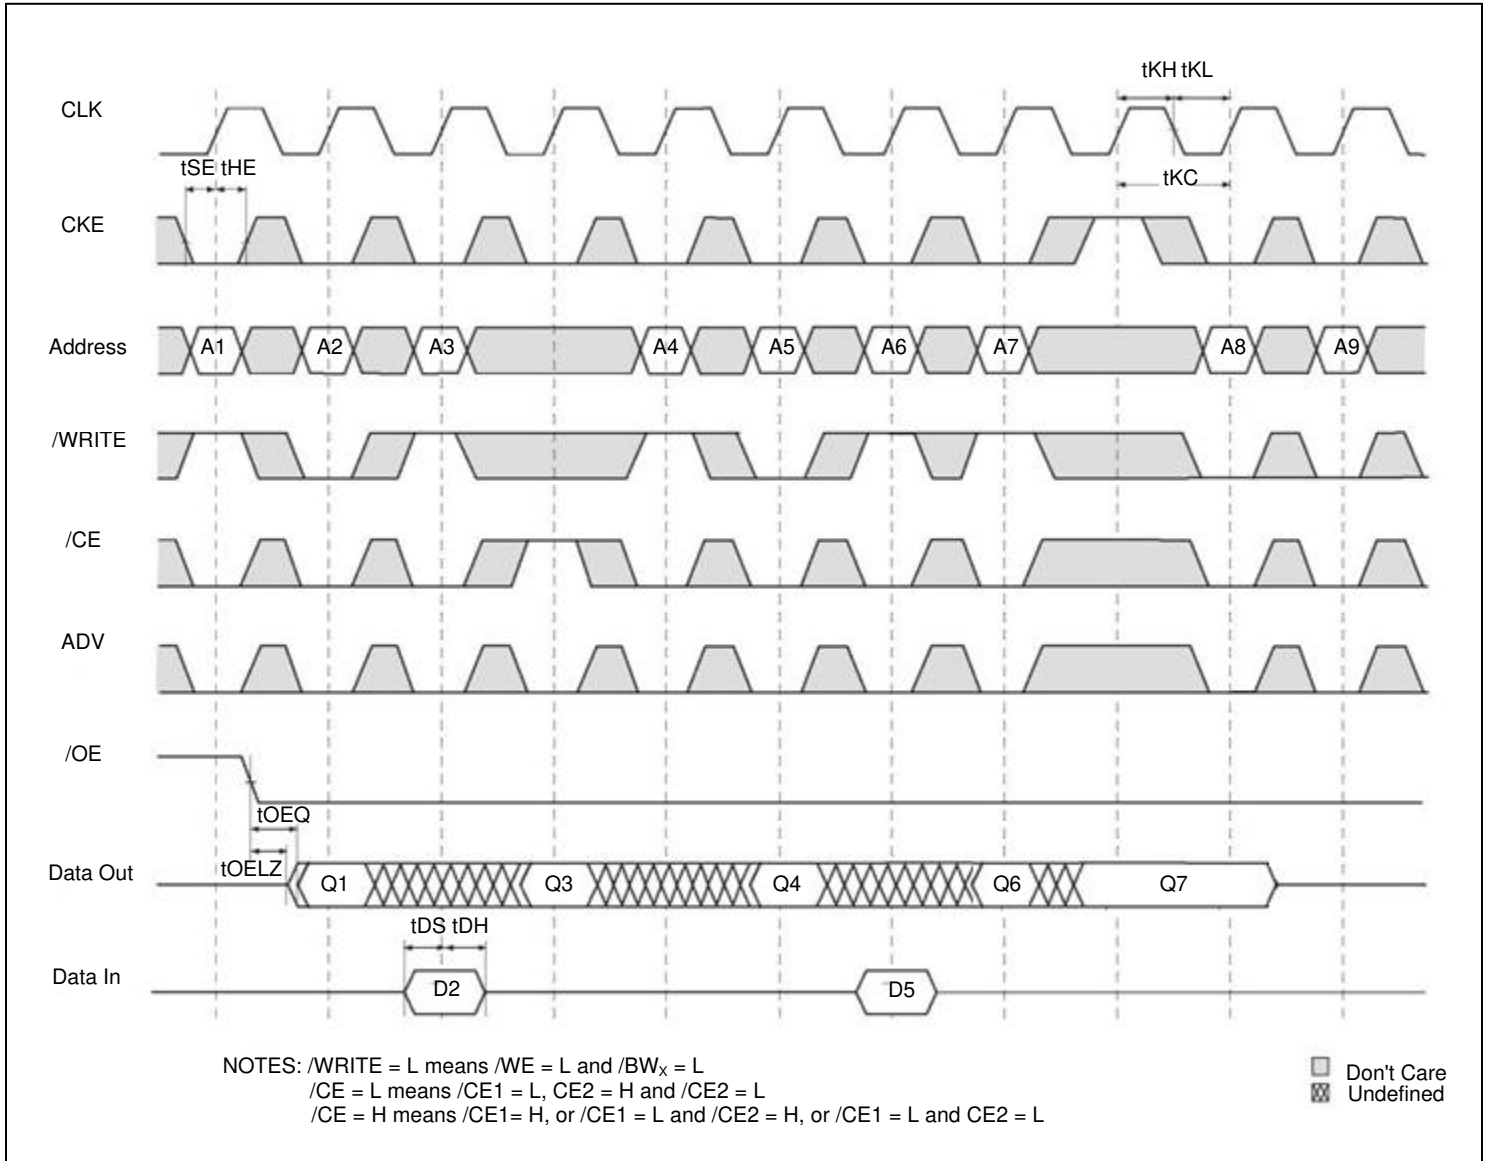 tKH tKL
CLK
tSE tHE
tKC
CKE
Address A1 A2 A3 A4 A5 A6 A7 A8 A9
/WRITE
/CE
ADV
/OE
tOEQ
tOELZ
Data Out Q1 Q3 Q4 Q6 Q7
tDS tDH
Data In D2 D5
NOTES: /WRITE = L means /WE = L and /BWX = L
/CE = L means /CE1 = L, CE2 = H and /CE2 = L
/CE = H means /CE1= H, or /CE1 = L and /CE2 = H, or /CE1 = L and CE2 = L
Don't Care
Undefined